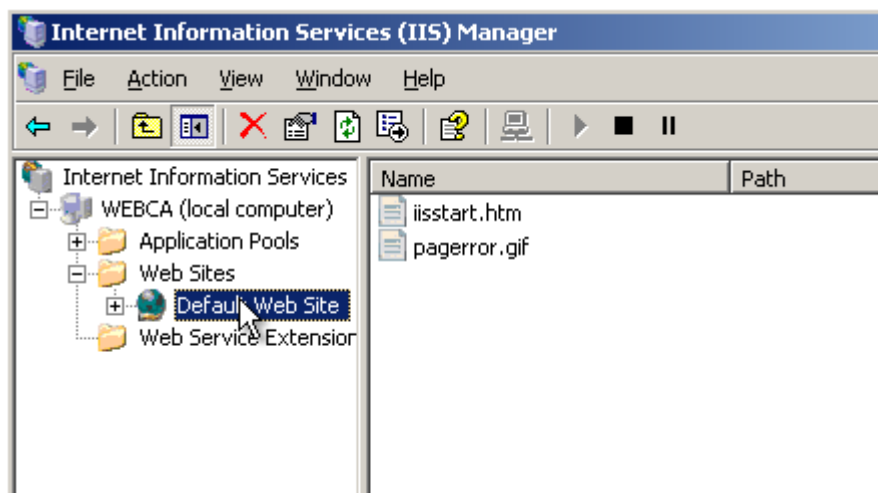 Internet Information Services (IIS) Manager
File Action View Window Help
Internet Information Services
WEBCA (local computer)
Application Pools
Web Sites
Default Web Site
Web Service Extension
Name Path
iisstart.htm
pagerror.gif